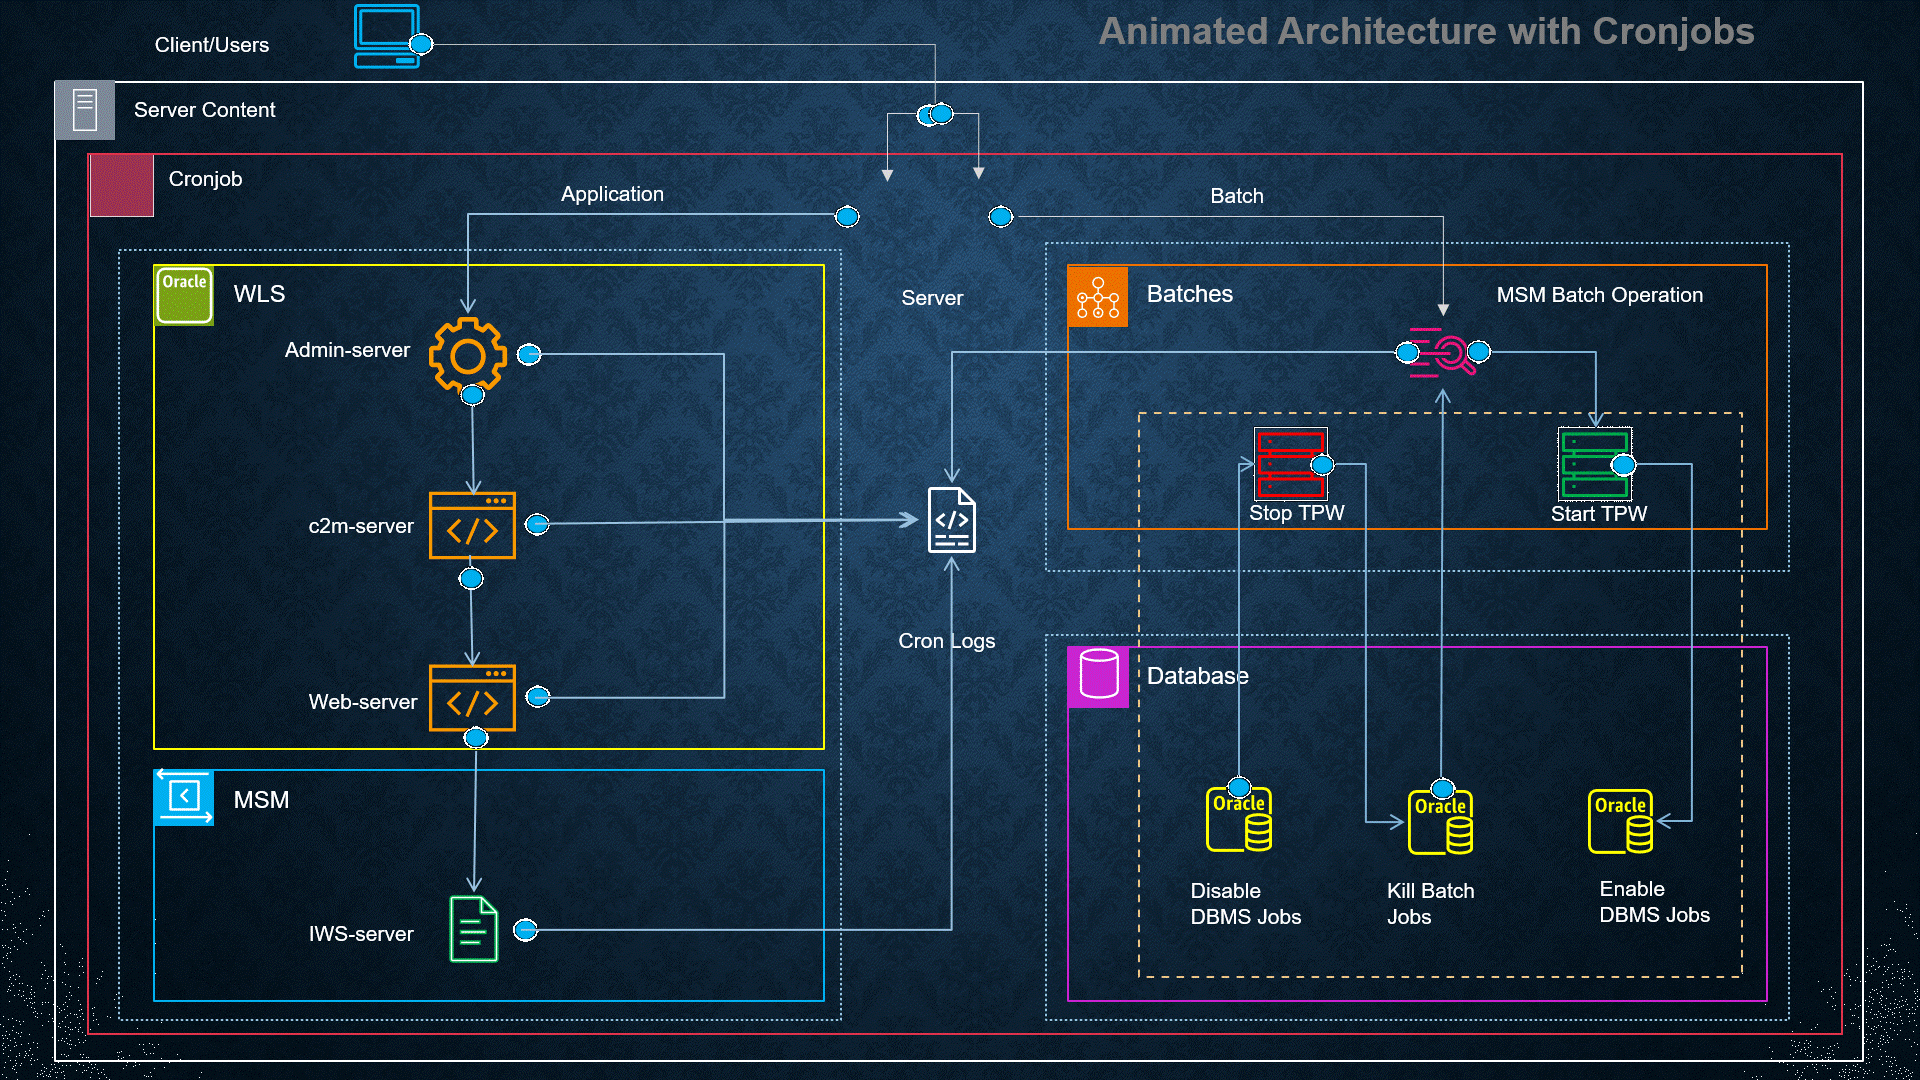 Animated Architecture with Cronjobs
Client/Users
Server Content
Cronjob
Application
Batch
Oracle
WLS
Server
Batches
MSM Batch Operation
Admin-server
c2m-server
Stop TPW
Start TPW
Cron Logs
Database
Web-server
MSM
Oracle
Oracle
Oracle
Disable
DBMS Jobs
Kill Batch
Jobs
Enable
DBMS Jobs
IWS-server